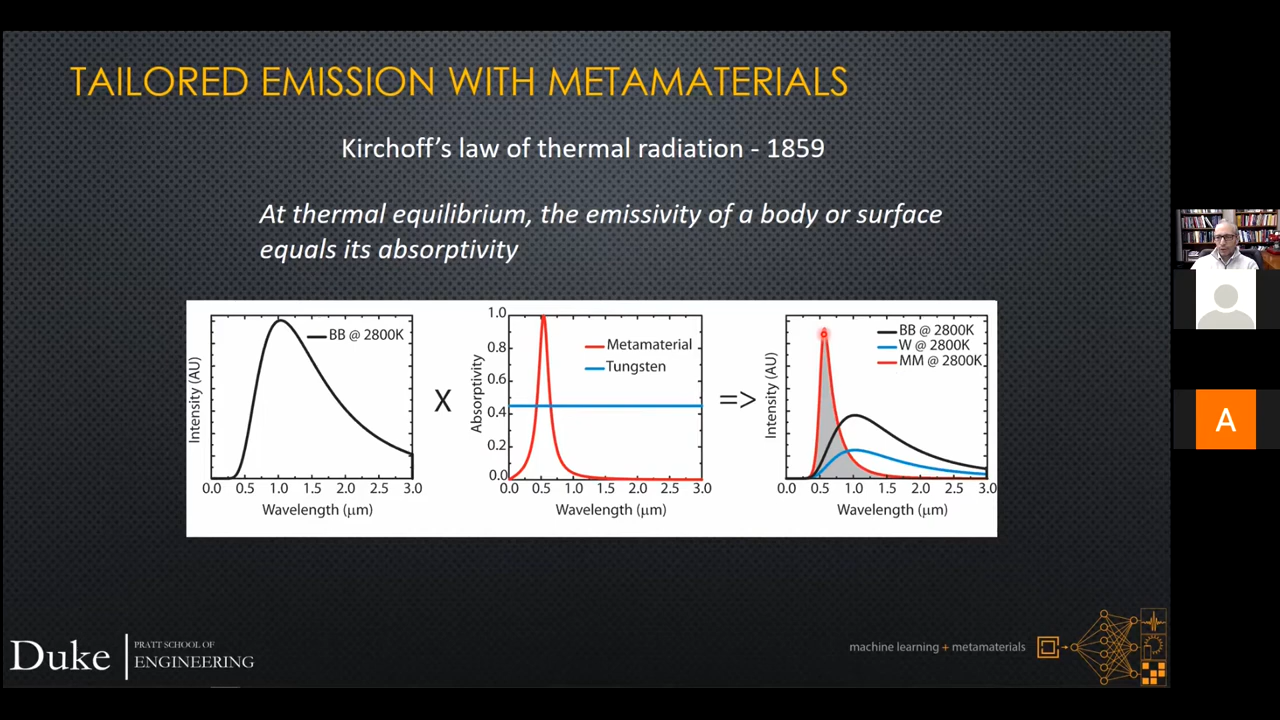 TAILORED EMISSION WITH METAMATERIALS
Kirchoff's law of thermal radiation - 1859
At thermal equilibrium, the emissivity of a body or surface
equals its absorptivity
BB @ 2800K
Intensity (AU)
0.0 0.5 1.0 1.5 2.0 2.5 3.0
Wavelength (μm)
X
1.0
0.8
0.6
0.4
0.2
0.0
Absorptivity
Metamaterial
Tungsten
0.0 0.5 1.0 1.5 2.0 2.5 3.0
Wavelength (μm)
=>
BB @ 2800K
W @ 2800K
MM @ 2800K
Intensity (AU)
0.0 0.5 1.0 1.5 2.0 2.5 3.0
Wavelength (μm)
A
Duke
PRATT SCHOOL OF
ENGINEERING
machine learning + metamaterials